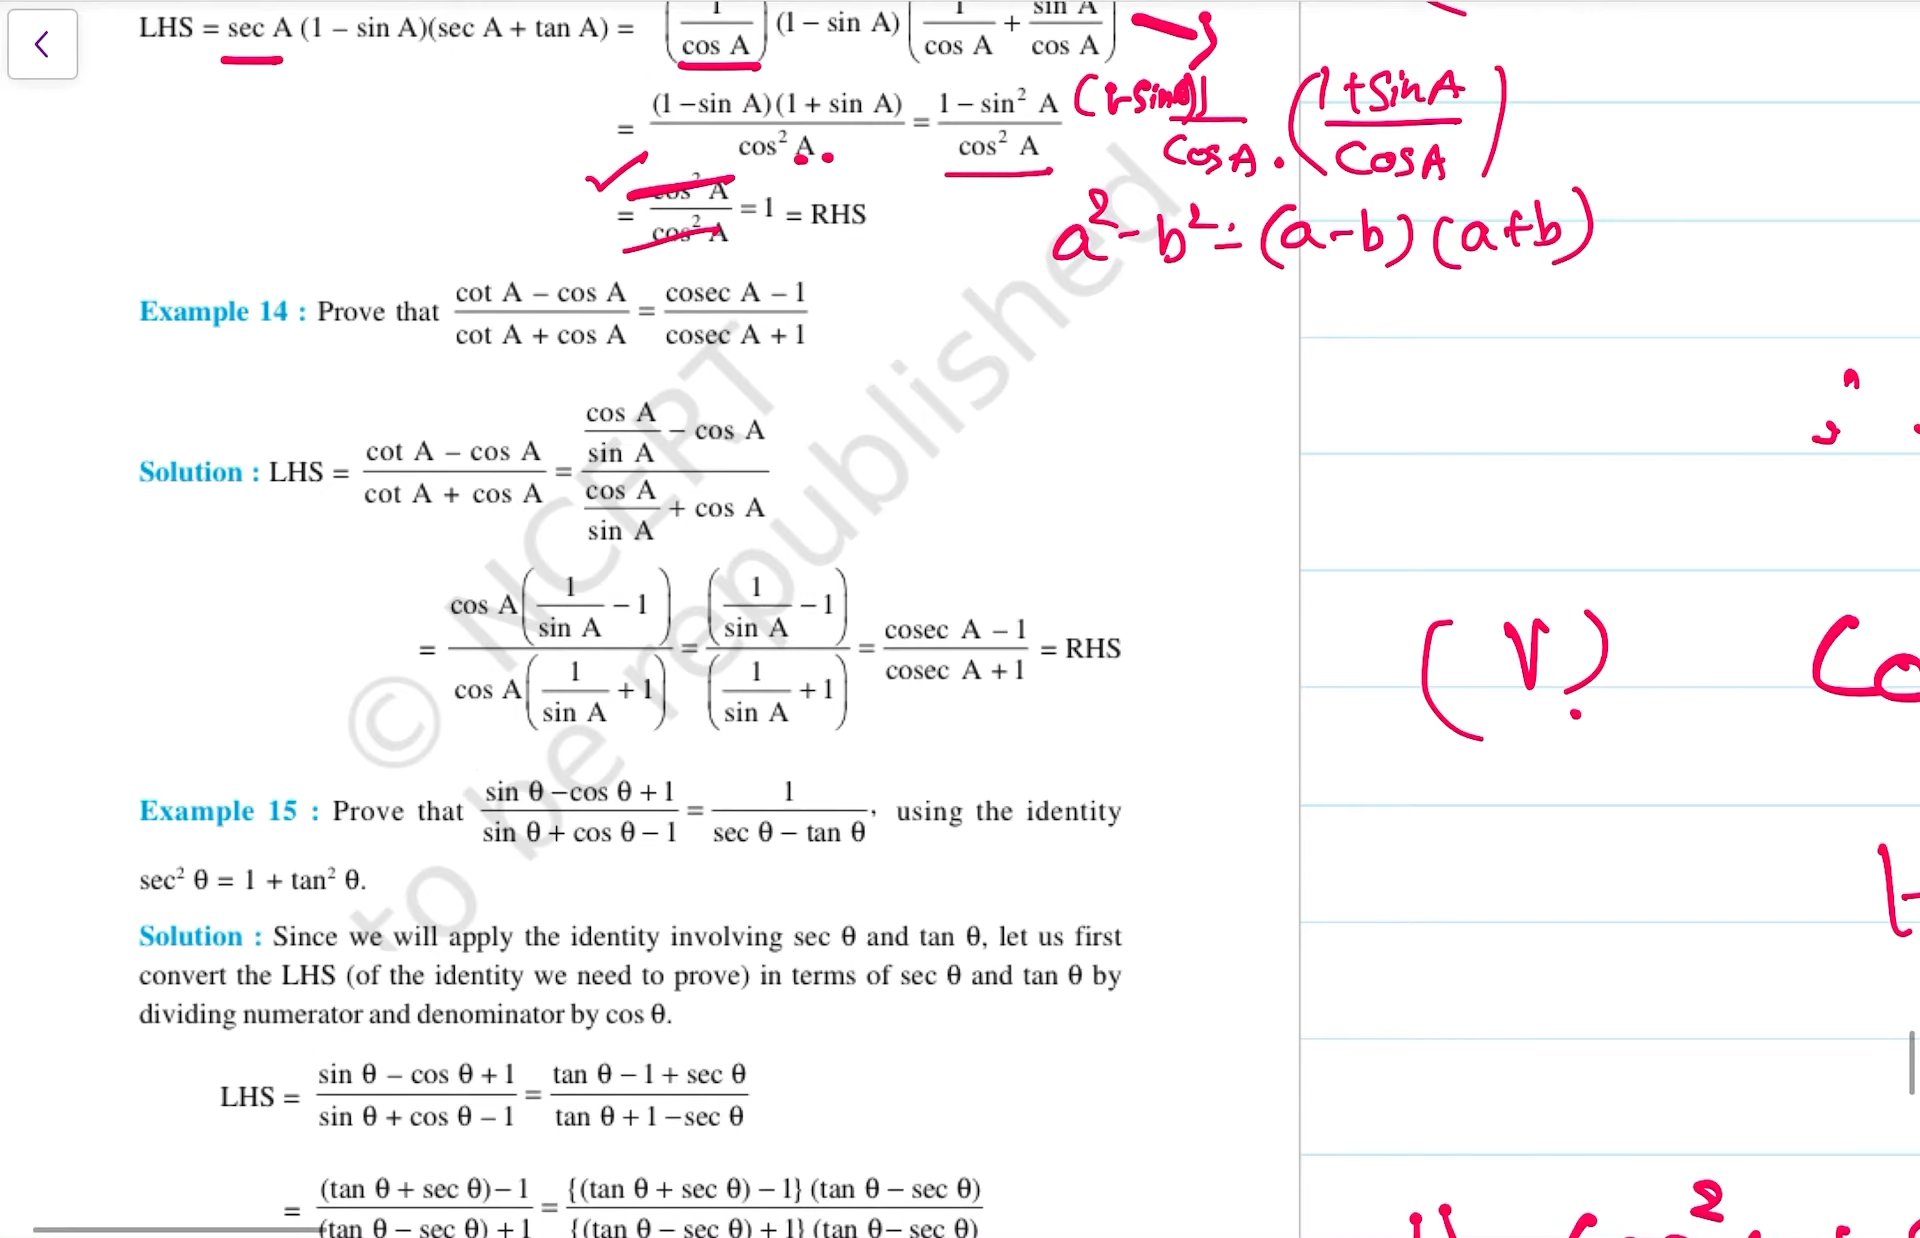 LHS = sec A (1 – sin A)(sec A + tan A) = (1/cos A) (1 – sin A) (1/cos A + sin A/cos A)
= (1 –sin A)(1 + sin A)/cos² A = 1 – sin² A/cos² A
CosA . (1+SinA/CosA)
= cos² A/cos² A = 1 = RHS
a² - b² = (a-b) (a+b)
Example 14 : Prove that cot A – cos A/cot A + cos A = cosec A – 1/cosec A + 1
Solution : LHS = cot A – cos A/cot A + cos A = (cos A/sin A – cos A)/(cos A/sin A + cos A)
= cos A(1/sin A – 1)/cos A(1/sin A + 1) = (1/sin A – 1)/(1/sin A + 1) = cosec A – 1/cosec A + 1 = RHS
(V)
Co
Example 15 : Prove that sin θ – cos θ + 1/sin θ + cos θ – 1 = 1/sec θ – tan θ, using the identity
sec² θ = 1 + tan² θ.
Solution : Since we will apply the identity involving sec θ and tan θ, let us first
convert the LHS (of the identity we need to prove) in terms of sec θ and tan θ by
dividing numerator and denominator by cos θ.
LHS = sin θ – cos θ + 1/sin θ + cos θ – 1 = tan θ – 1 + sec θ/tan θ + 1 – sec θ
= (tan θ + sec θ) – 1/(tan θ – sec θ) + 1 = {(tan θ + sec θ) – 1} (tan θ – sec θ)/{(tan θ – sec θ) + 1} (tan θ – sec θ)
© NCERT
to be republished